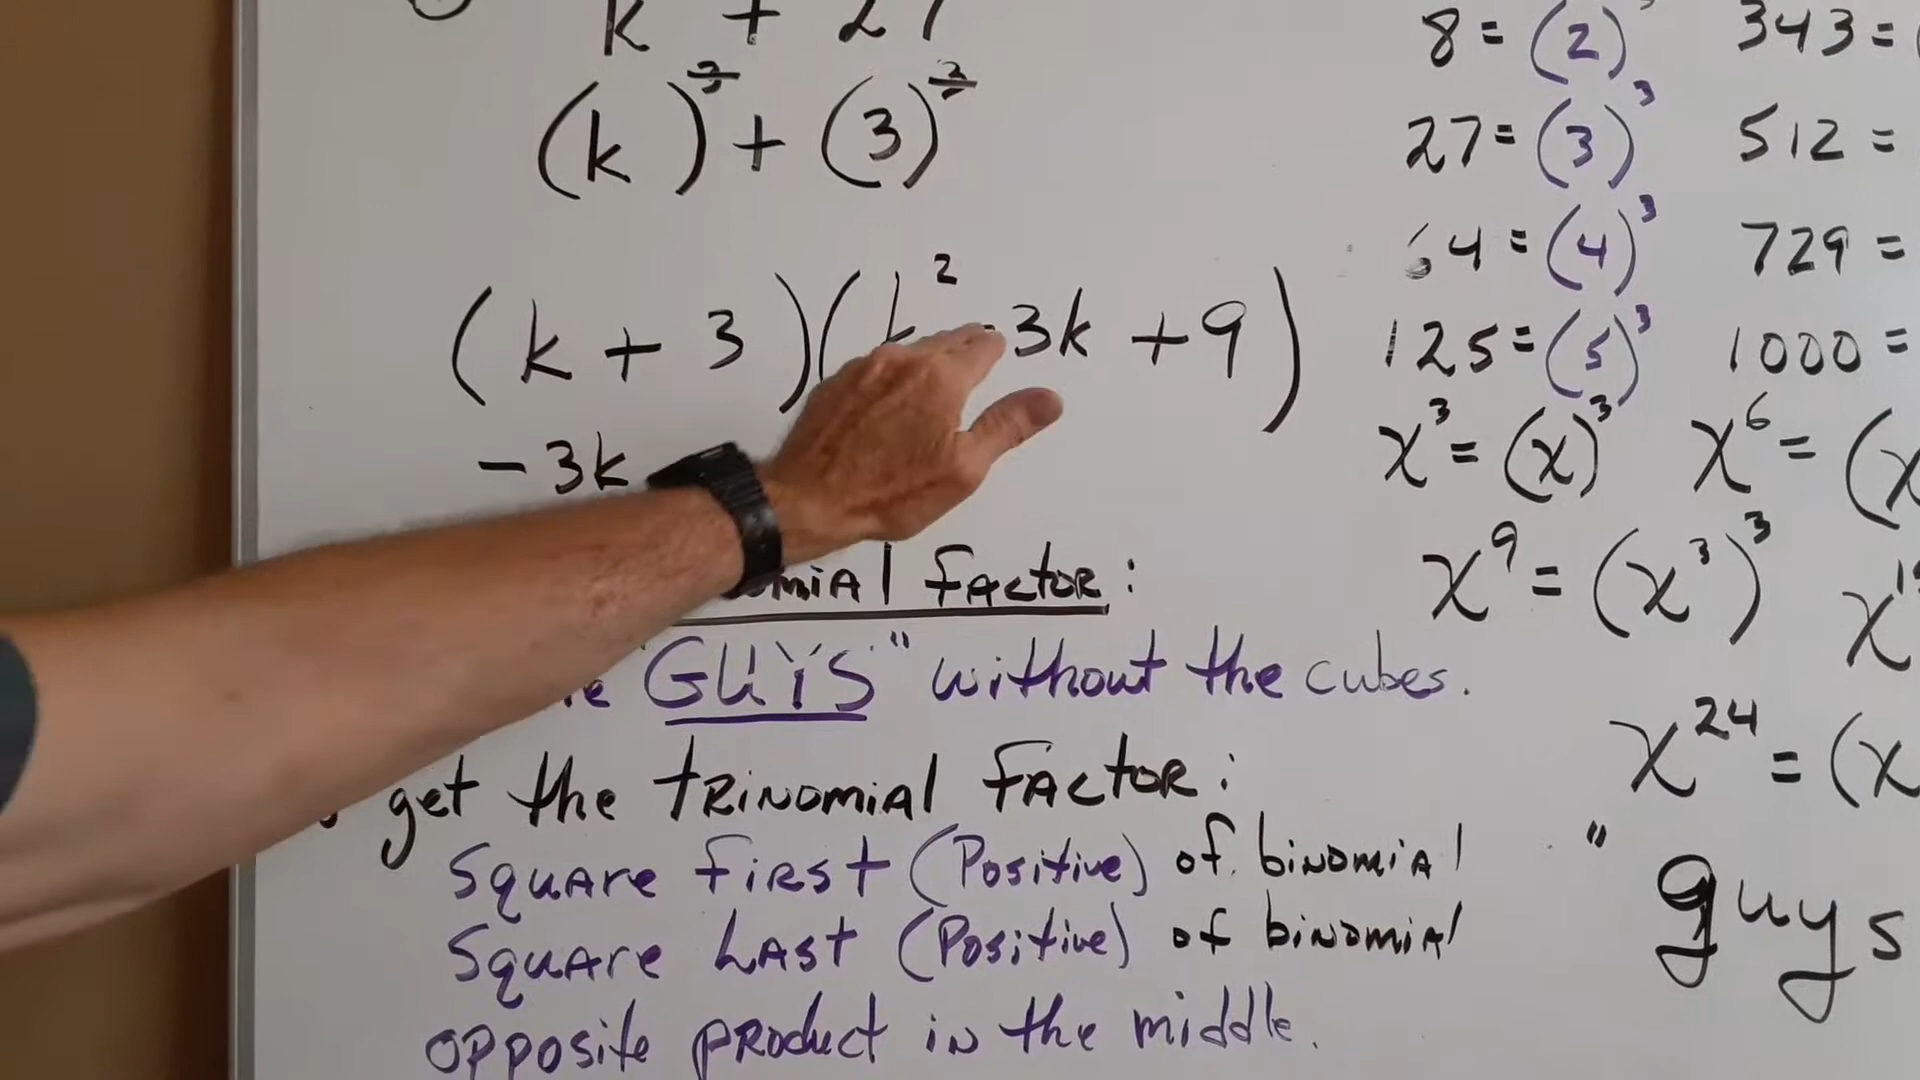 k + 27
(k)³ + (3)³
(k + 3)(k² - 3k + 9)
-3k
Factor:
"GUYS" without the cubes.
get the trinomial factor:
Square First (Positive) of binomial
Square Last (Positive) of binomial
opposite product in the middle.
8 = (2)³
27 = (3)³
64 = (4)³
125 = (5)³
x³ = (x)³
x⁹ = (x³)³
343 =
512 =
729 =
1000 =
x⁶ = (x
x²⁴ = (x
" guys